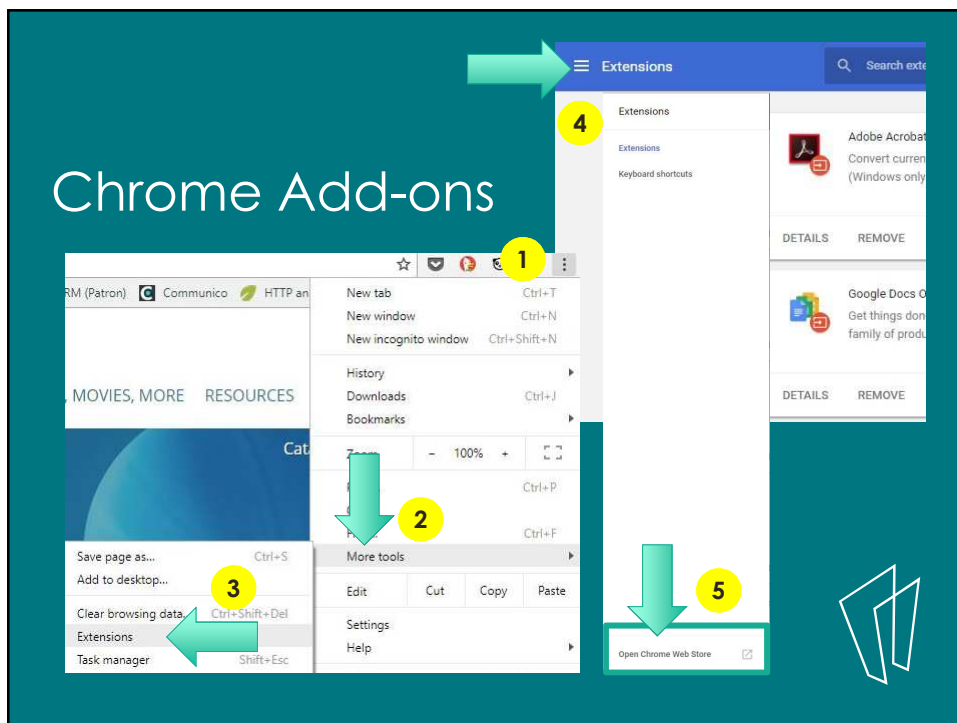 Chrome Add-ons
Extensions
Search exte
4
Extensions
Extensions
Keyboard shortcuts
Adobe Acrobat
Convert curren
(Windows only
DETAILS REMOVE
Google Docs O
Get things don
family of produ
DETAILS REMOVE
5
Open Chrome Web Store
1
RM (Patron) Communico HTTP an
, MOVIES, MORE RESOURCES
Cat
New tab Ctrl+T
New window Ctrl+N
New incognito window Ctrl+Shift+N
History
Downloads Ctrl+J
Bookmarks
- 100% +
Ctrl+P
2
Ctrl+F
More tools
Edit Cut Copy Paste
Settings
Help
Save page as... Ctrl+S
Add to desktop...
3
Clear browsing data. Ctrl+Shift+Del
Extensions
Task manager Shift+Esc